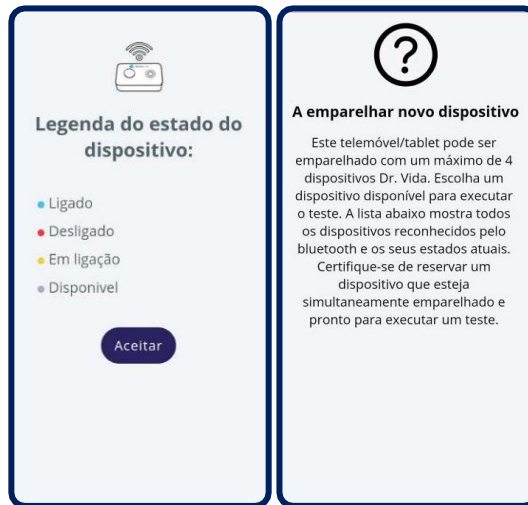 Legenda do estado do
dispositivo:
Ligado
Desligado
Em ligação
Disponivel
Aceitar
A emparelhar novo dispositivo
Este telemóvel/tablet pode ser
emparelhado com um máximo de 4
dispositivos Dr. Vida. Escolha um
dispositivo disponível para executar
o teste. A lista abaixo mostra todos
os dispositivos reconhecidos pelo
bluetooth e os seus estados atuais.
Certifique-se de reservar um
dispositivo que esteja
simultaneamente emparelhado e
pronto para executar um teste.